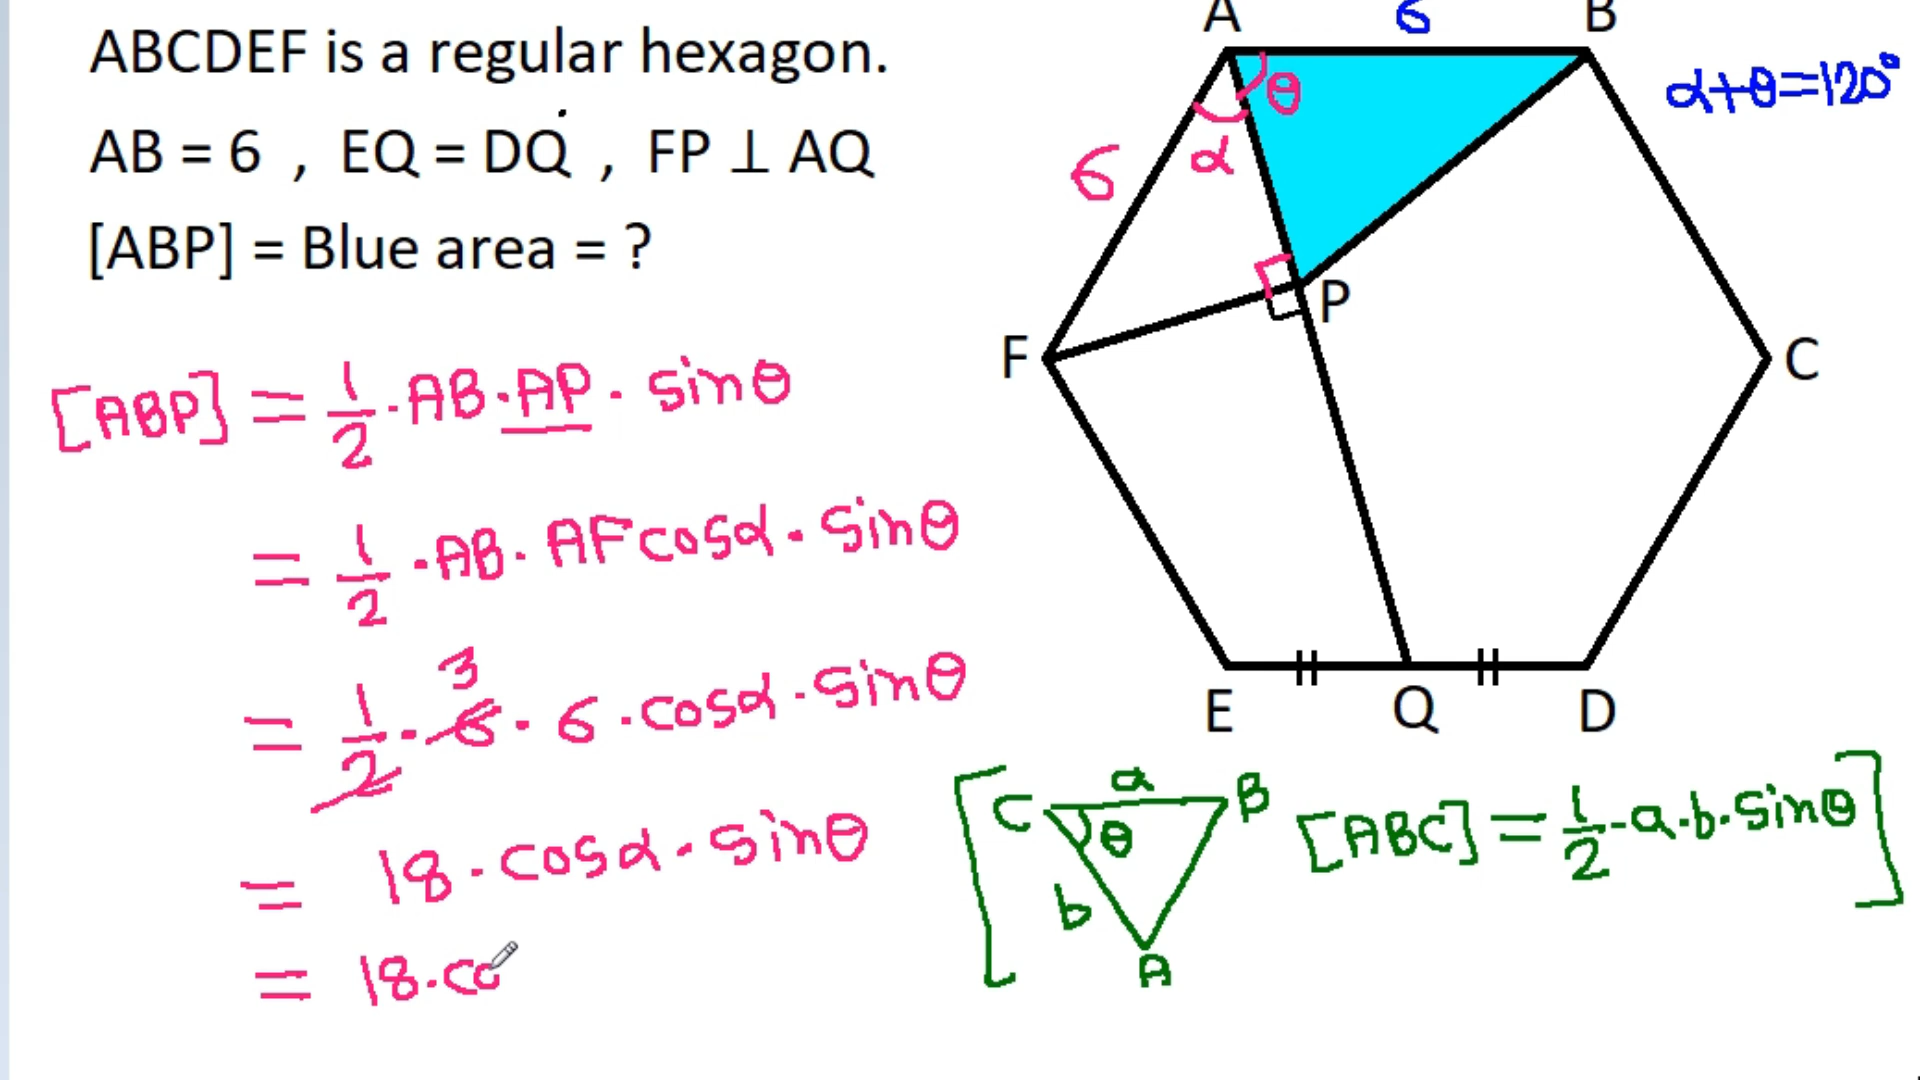 ABCDEF is a regular hexagon.
AB = 6 , EQ = DQ , FP ⊥ AQ
[ABP] = Blue area = ?
A 6 B
α+θ=120°
θ
6 α
P
F C
E Q D
[ABP] = 1/2 · AB · AP · sinθ
= 1/2 · AB · AF cosα · sinθ
= 1/2 · 6 · 6 · cosα · sinθ
3
= 18 · cosα · sinθ
= 18 · co
[ C a B θ b A [ABC] = 1/2 · a · b · sinθ ]